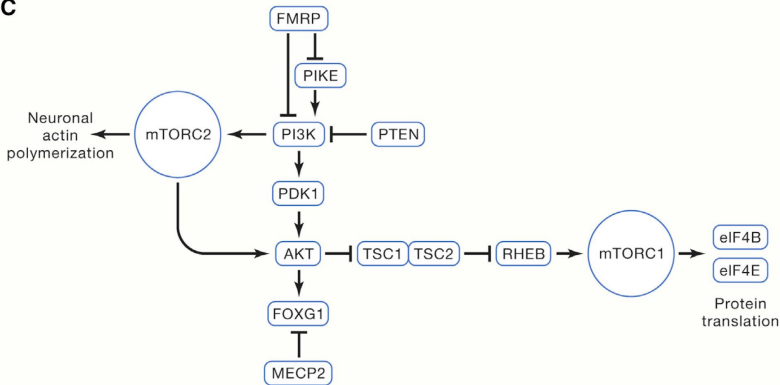 C
FMRP
PIKE
Neuronal
actin
polymerization
mTORC2
PI3K
PTEN
PDK1
AKT
TSC1
TSC2
RHEB
mTORC1
eIF4B
eIF4E
Protein
translation
FOXG1
MECP2